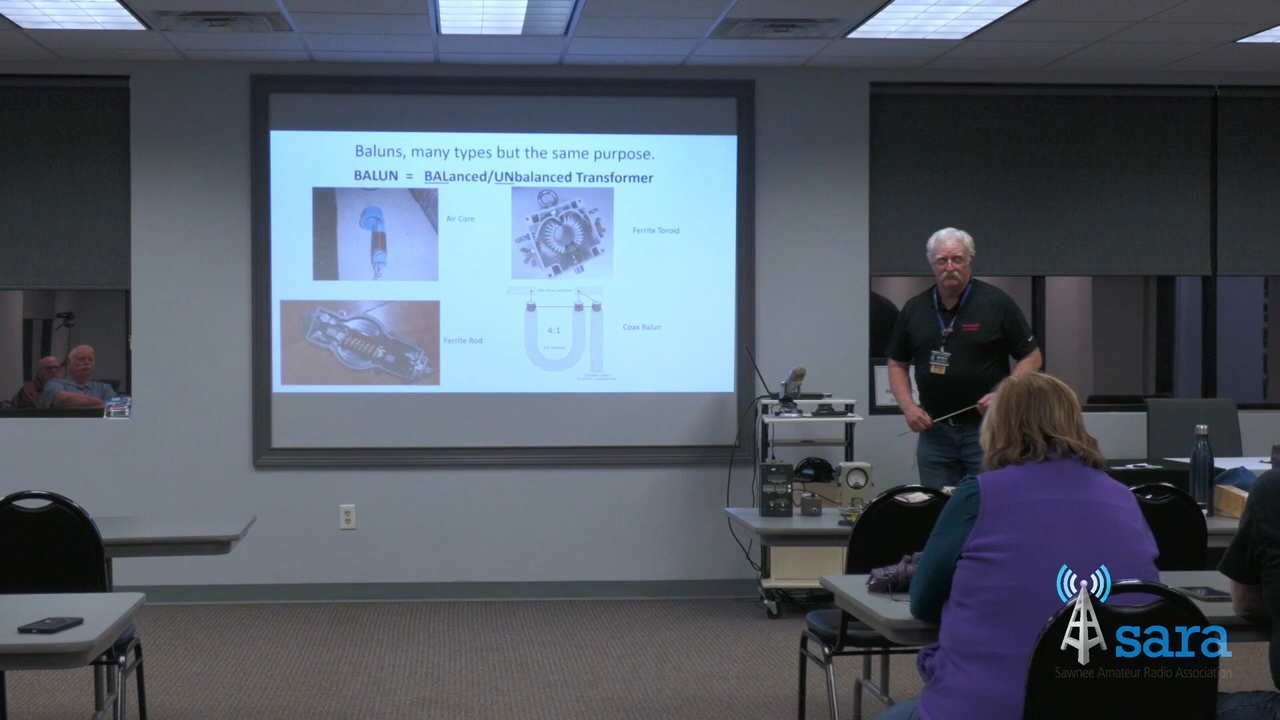 Baluns, many types but the same purpose.
BALUN = BALanced/UNbalanced Transformer
Air Core
Ferrite Toroid
4:1
Ferrite Rod
Coax Balun
sara
Sawnee Amateur Radio Association